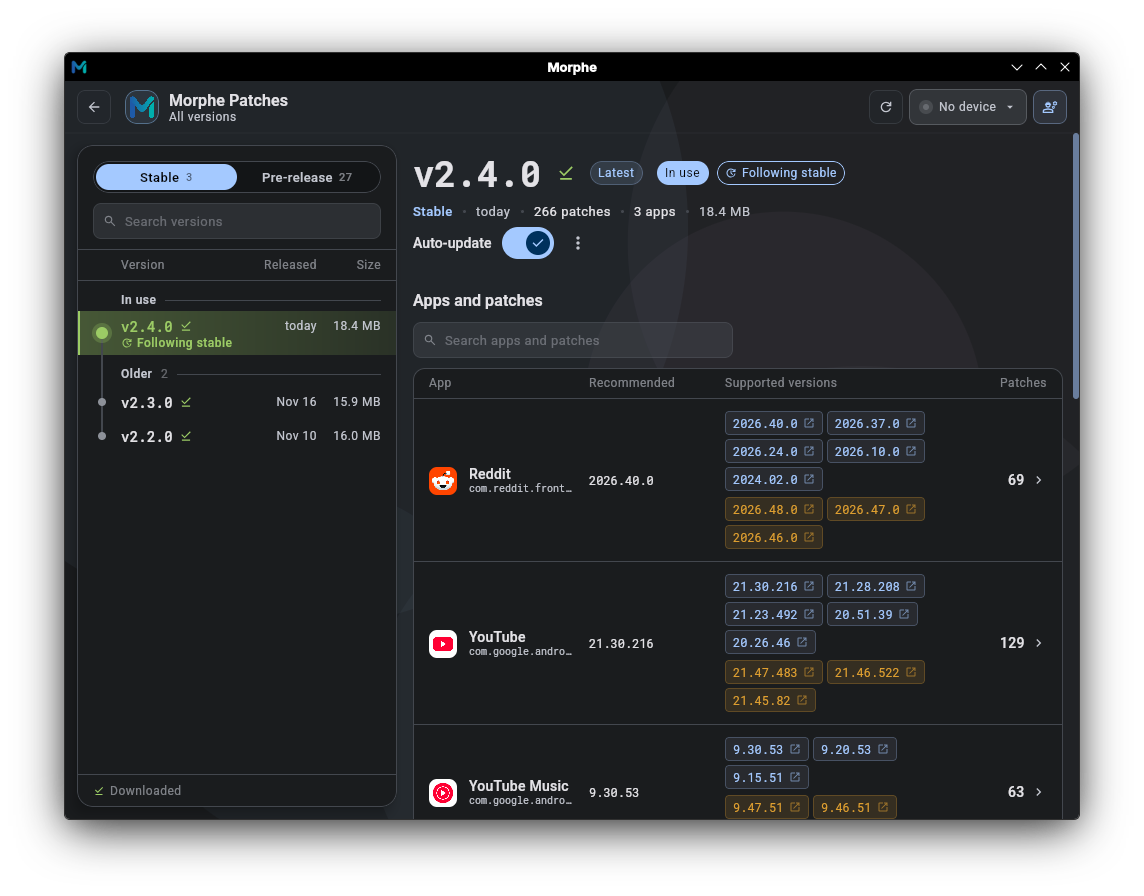 Morphe
Morphe Patches
All versions
No device
Stable 3
Pre-release 27
Search versions
Version Released Size
In use
v2.4.0 today 18.4 MB
Following stable
Older 2
v2.3.0 Nov 16 15.9 MB
v2.2.0 Nov 10 16.0 MB
Downloaded
v2.4.0 Latest In use Following stable
Stable • today • 266 patches • 3 apps • 18.4 MB
Auto-update
Apps and patches
Search apps and patches
App Recommended Supported versions Patches
2026.40.0 2026.37.0
2026.24.0 2026.10.0
2024.02.0
Reddit
com.reddit.front…
2026.40.0
69
2026.48.0 2026.47.0
2026.46.0
21.30.216 21.28.208
21.23.492 20.51.39
20.26.46
YouTube
com.google.andro…
21.30.216
129
21.47.483 21.46.522
21.45.82
9.30.53 9.20.53
9.15.51
YouTube Music
com.google.andro…
9.30.53
63
9.47.51 9.46.51